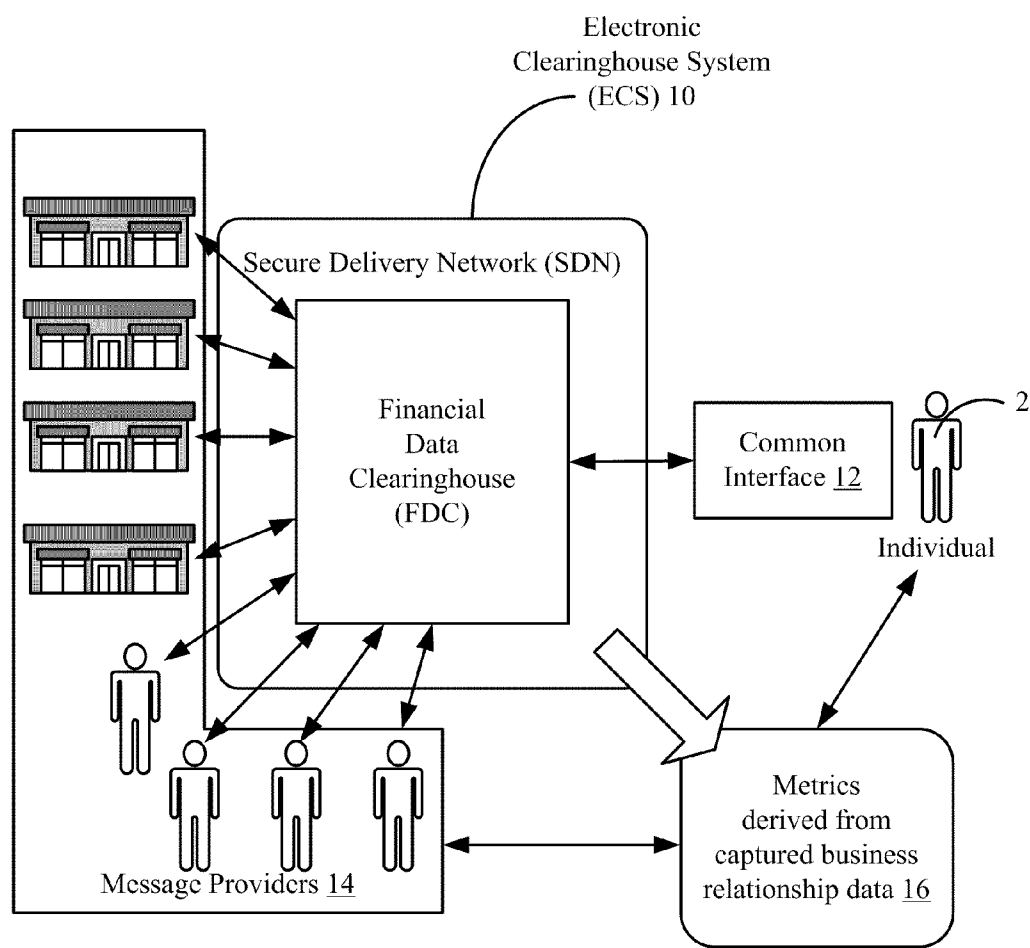 Electronic
Clearinghouse System
(ECS) 10
Secure Delivery Network (SDN)
Financial
Data
Clearinghouse
(FDC)
Common
Interface 12
2
Individual
Metrics
derived from
captured business
relationship data 16
Message Providers 14